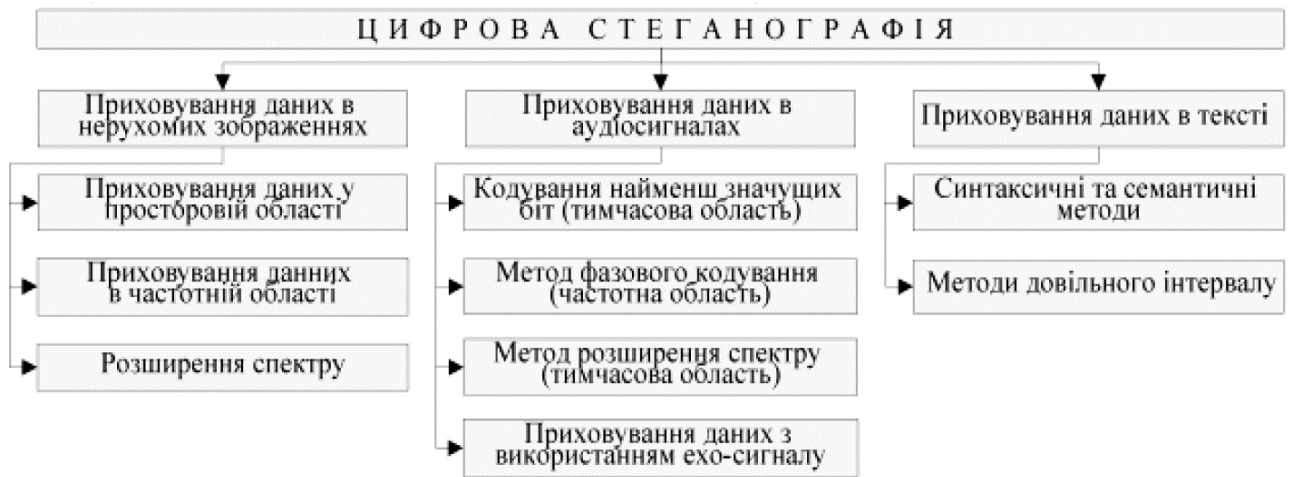 ЦИФРОВА СТЕГАНОГРАФІЯ
Приховування даних в
нерухомих зображеннях
Приховування даних у
просторовій області
Приховування данних
в частотній області
Розширення спектру
Приховування даних в
аудіосигналах
Кодування найменш значущих
біт (тимчасова область)
Метод фазового кодування
(частотна область)
Метод розширення спектру
(тимчасова область)
Приховування даних з
використанням ехо-сигналу
Приховування даних в тексті
Синтаксичні та семантичні
методи
Методи довільного інтервалу